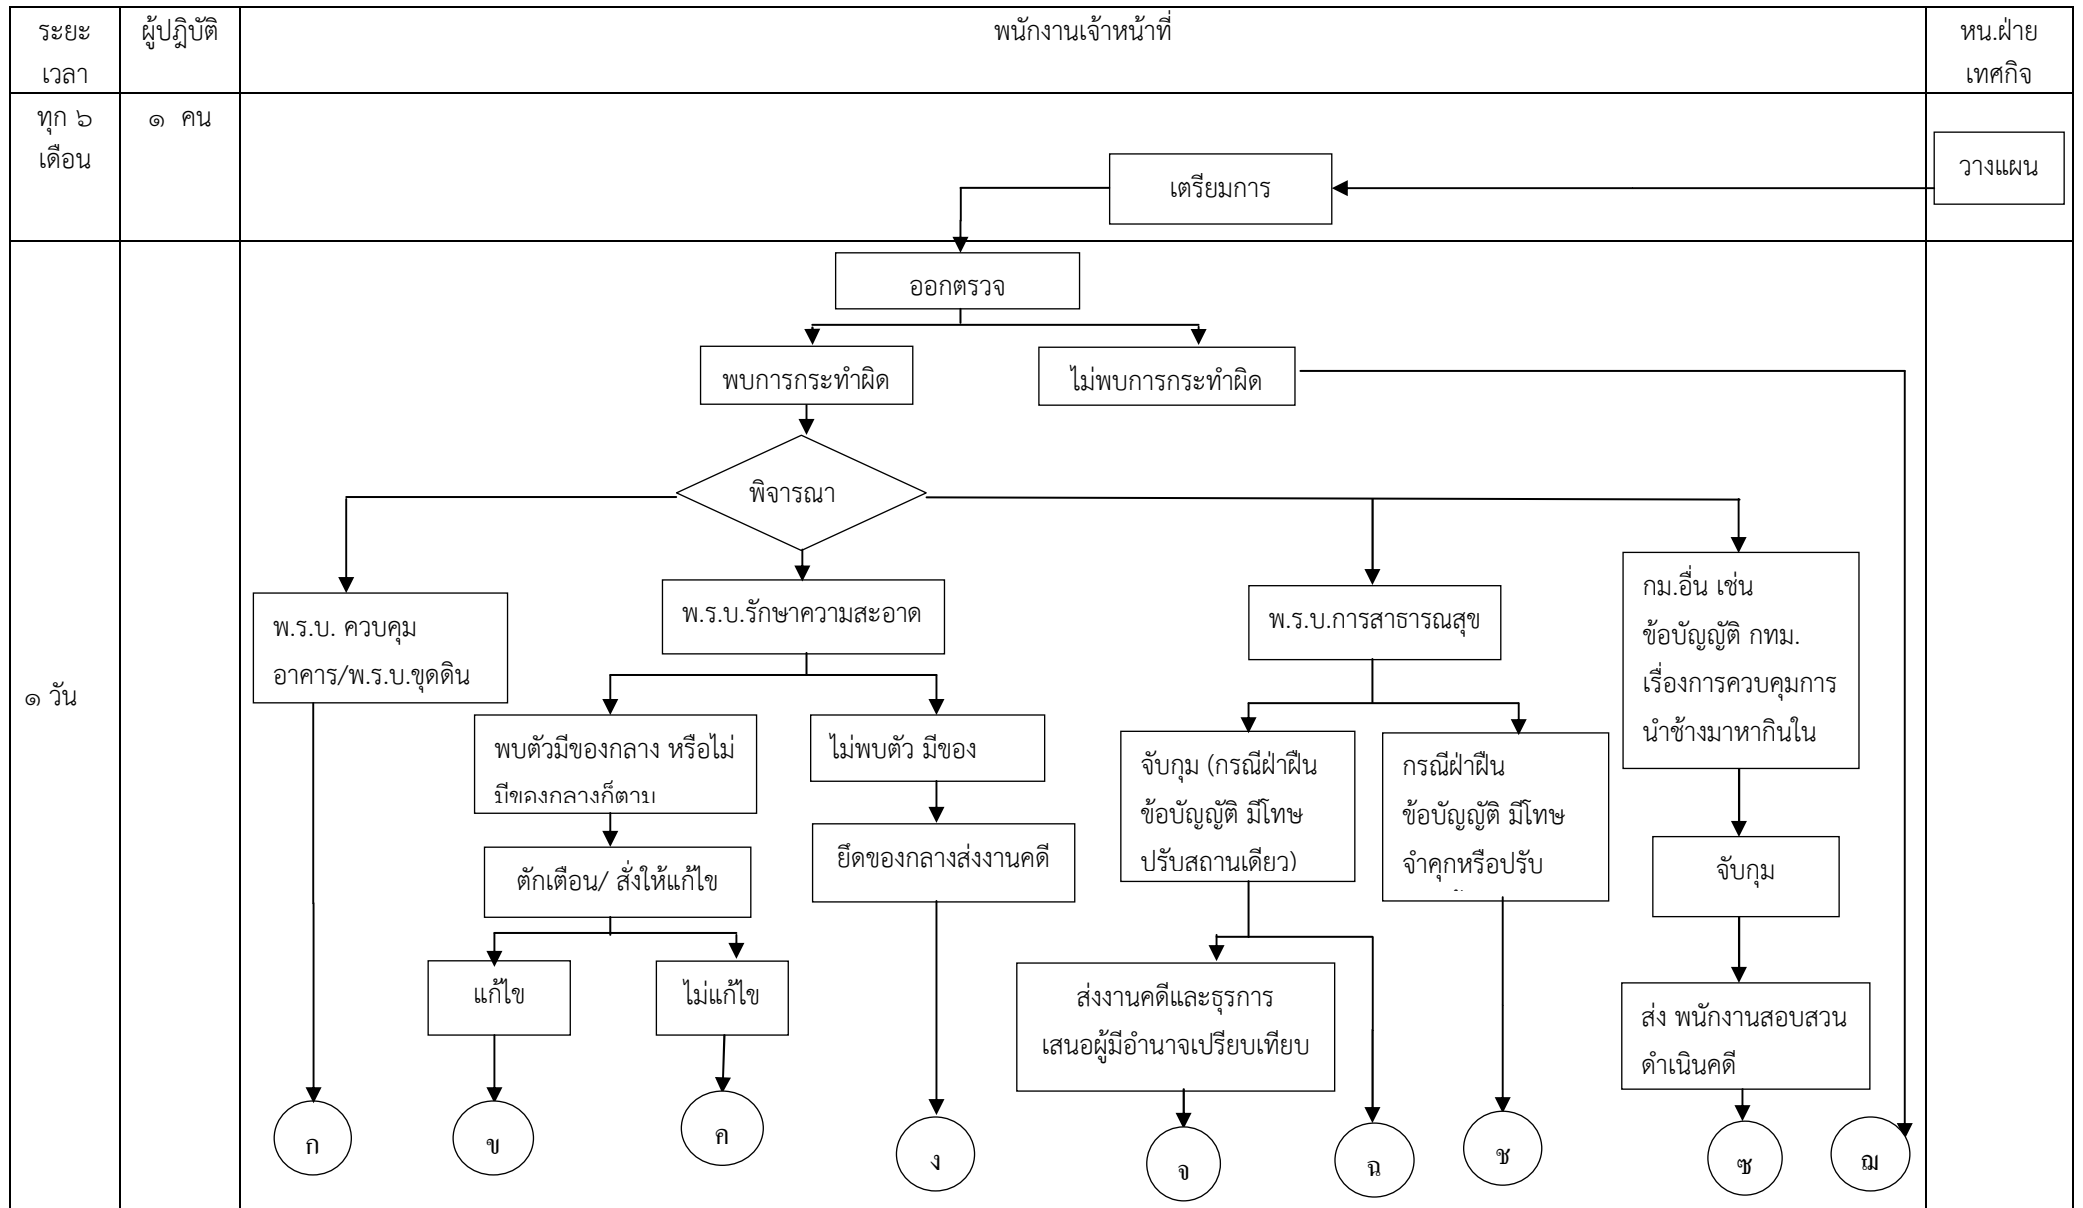 ระยะ
เวลา
ผู้ปฎิบัติ
พนักงานเจ้าหน้าที่
หน.ฝ่าย
เทศกิจ
ทุก ๖
เดือน
๑ คน
วางแผน
เตรียมการ
ออกตรวจ
พบการกระทำผิด
ไม่พบการกระทำผิด
พิจารณา
๑ วัน
พ.ร.บ. ควบคุม
อาคาร/พ.ร.บ.ขุดดิน
พ.ร.บ.รักษาความสะอาด
พ.ร.บ.การสาธารณสุข
กม.อื่น เช่น
ข้อบัญญัติ กทม.
เรื่องการควบคุมการ
นำช้างมาหากินใน
พบตัวมีของกลาง หรือไม่
มีของกลางก็ตาม
ไม่พบตัว มีของ
จับกุม (กรณีฝ่าฝืน
ข้อบัญญัติ มีโทษ
ปรับสถานเดียว)
กรณีฝ่าฝืน
ข้อบัญญัติ มีโทษ
จำคุกหรือปรับ
ตักเตือน/ สั่งให้แก้ไข
ยึดของกลางส่งงานคดี
จับกุม
แก้ไข
ไม่แก้ไข
ส่งงานคดีและธุรการ
เสนอผู้มีอำนาจเปรียบเทียบ
ส่ง พนักงานสอบสวน
ดำเนินคดี
ก
ข
ค
ง
จ
ฉ
ช
ซ
ฌ